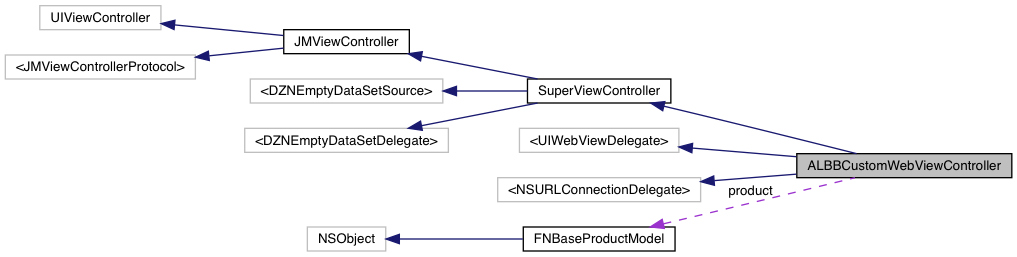 UIViewController
JMViewController
<JMViewControllerProtocol>
<DZNEmptyDataSetSource>
SuperViewController
<DZNEmptyDataSetDelegate>
<UIWebViewDelegate>
ALBBCustomWebViewController
<NSURLConnectionDelegate>
product
NSObject
FNBaseProductModel